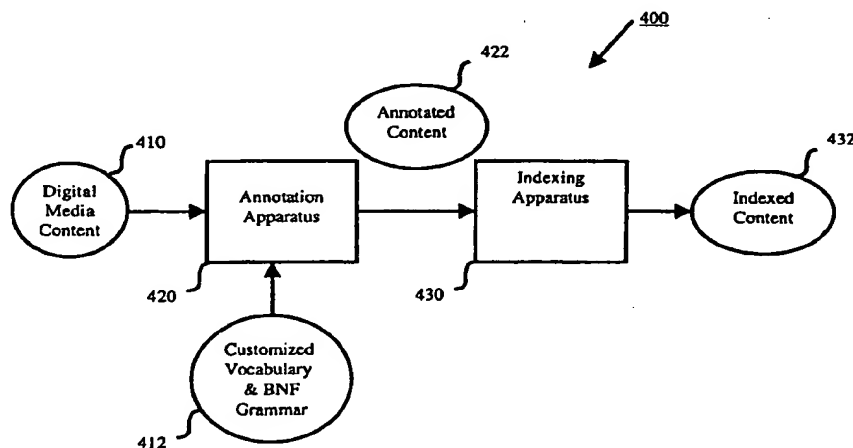 400
422
Annotated
Content
410
432
Digital
Media
Content
Annotation
Apparatus
Indexing
Apparatus
Indexed
Content
420
430
Customized
Vocabulary
& BNF
Grammar
412